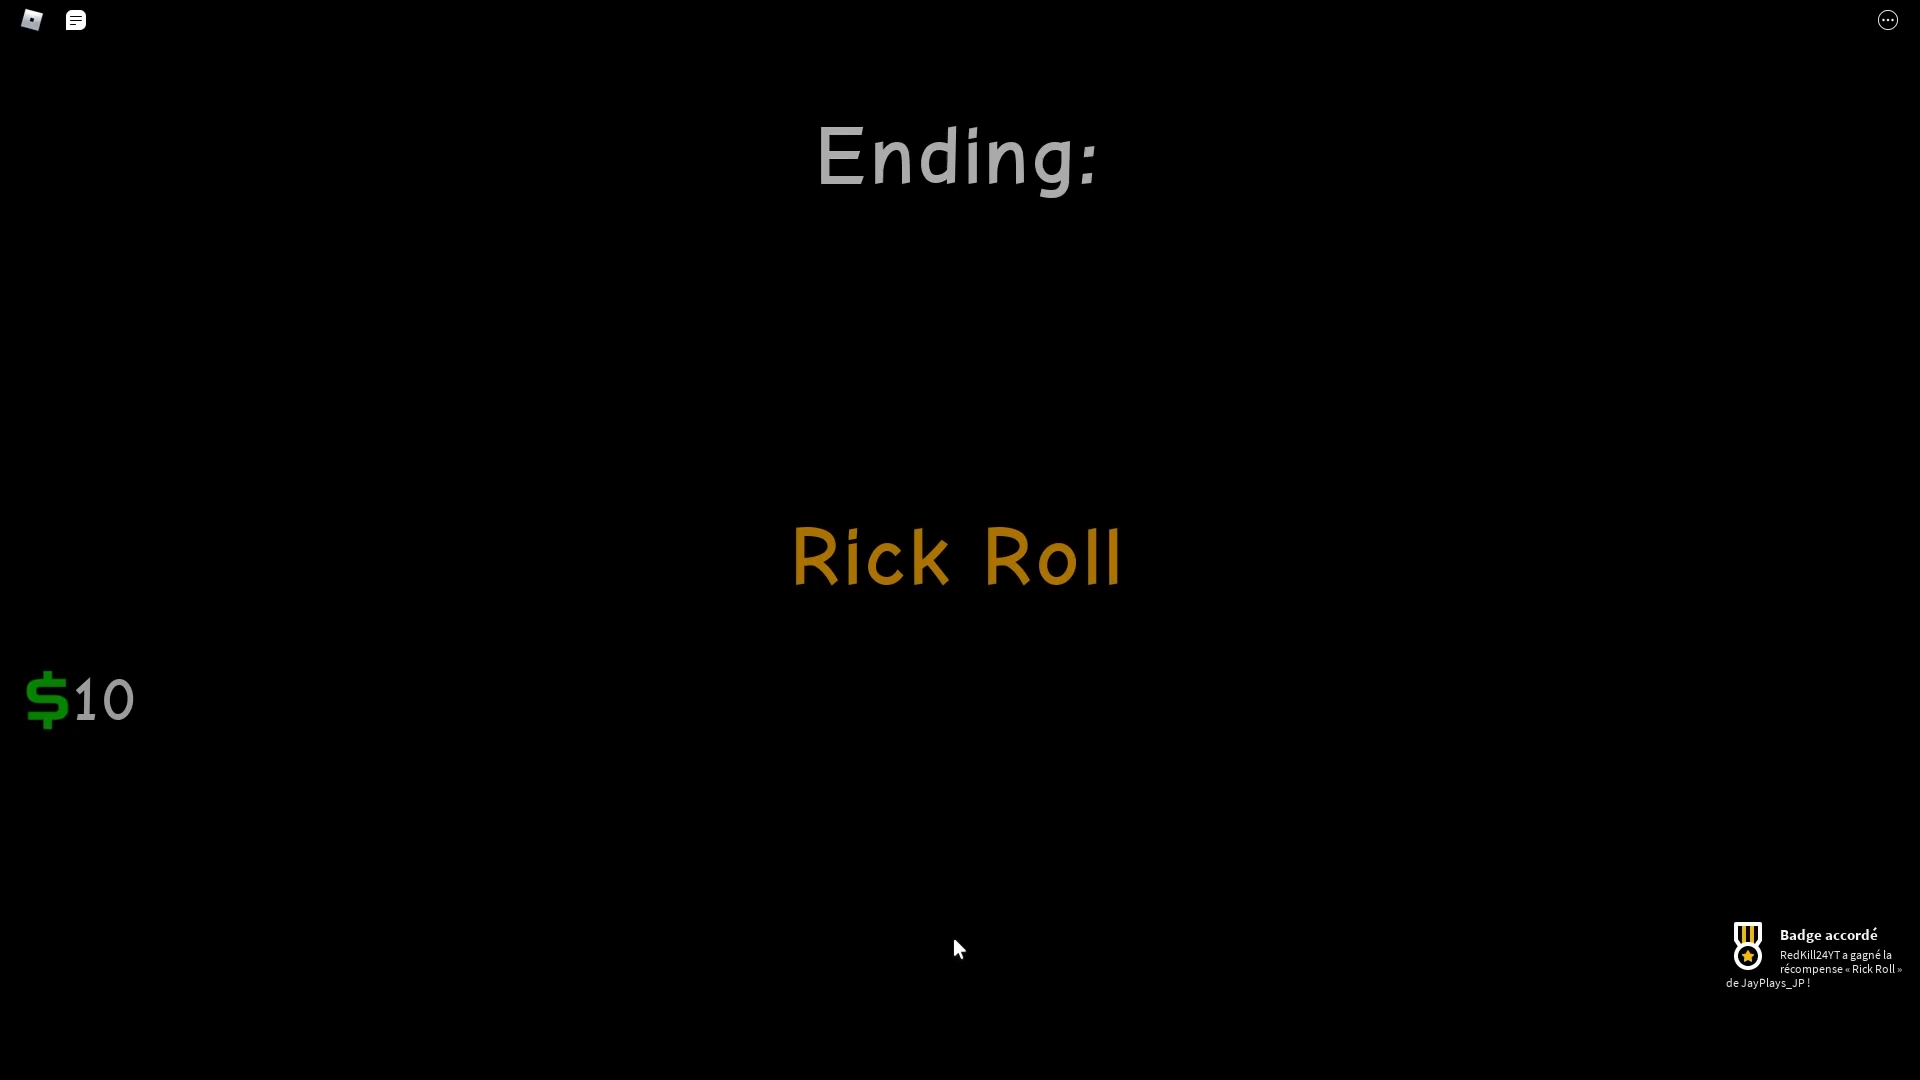 Ending:
Rick Roll
$10
Badge accordé
RedKill24YT a gagné la
récompense « Rick Roll »
de JayPlays_JP !